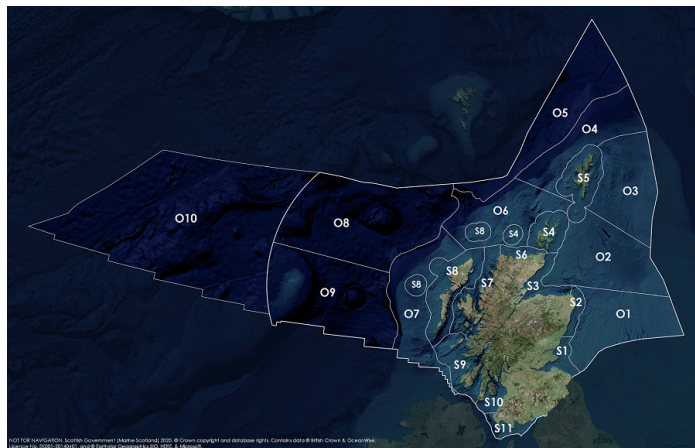 O5
O4
S5
O3
O10
O8
O6
S8
S4
S4
S6
O2
S8
S7
S8
S3
O9
S2
O7
O1
S1
S9
S10
S11
NOT FOR NAVIGATION. Scottish Government (Marine Scotland) 2020. © Crown copyright and database rights. Contains data © British Crown & OceanWise.
Licence No. EK001-20140401. and © Earthstar Geographics SIO, HERE, & Microsoft.